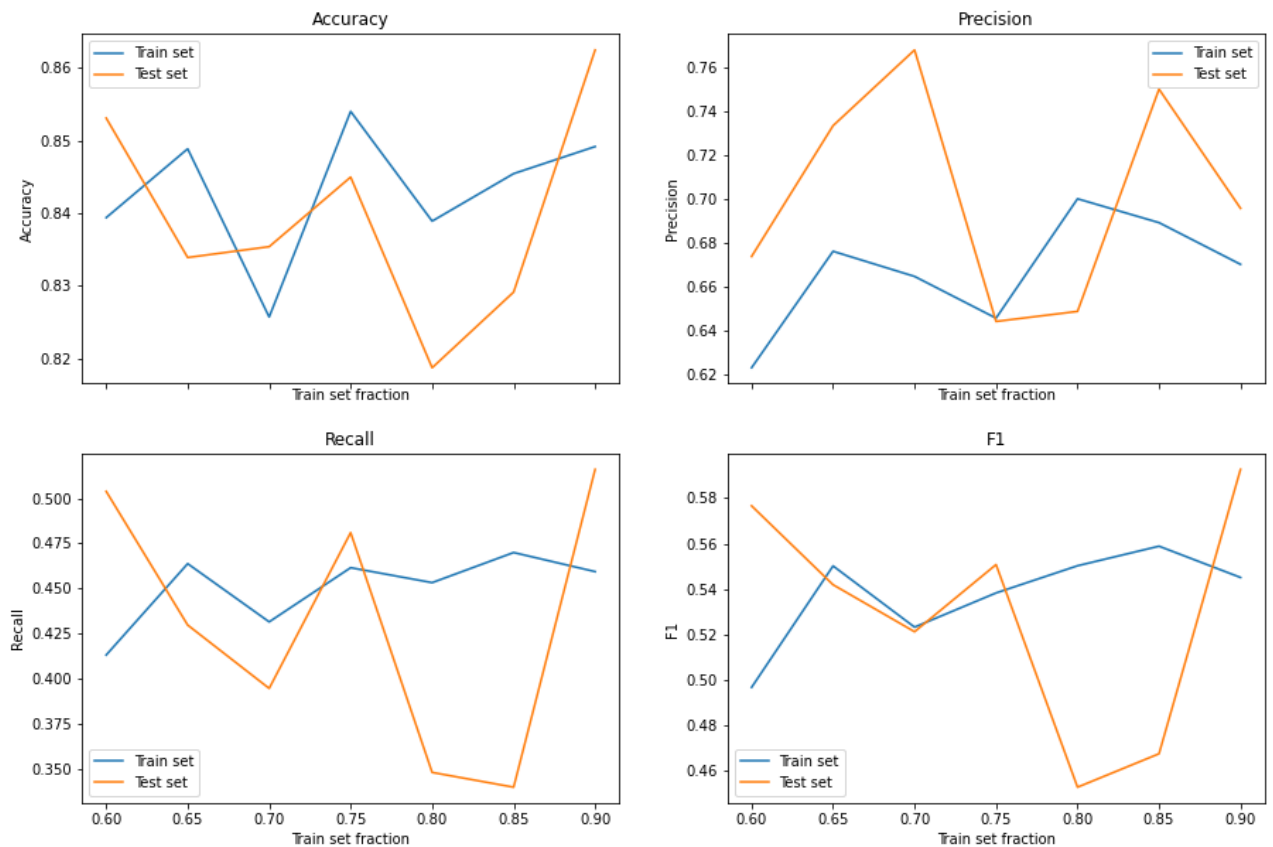 Accuracy
Train set
Test set
0.86
0.85
0.84
0.83
0.82
Accuracy
Train set fraction
Precision
Train set
Test set
0.76
0.74
0.72
0.70
0.68
0.66
0.64
0.62
Precision
Train set fraction
Recall
0.500
0.475
0.450
0.425
0.400
0.375
0.350
Recall
Train set
Test set
0.60 0.65 0.70 0.75 0.80 0.85 0.90
Train set fraction
F1
0.58
0.56
0.54
0.52
0.50
0.48
0.46
F1
Train set
Test set
0.60 0.65 0.70 0.75 0.80 0.85 0.90
Train set fraction